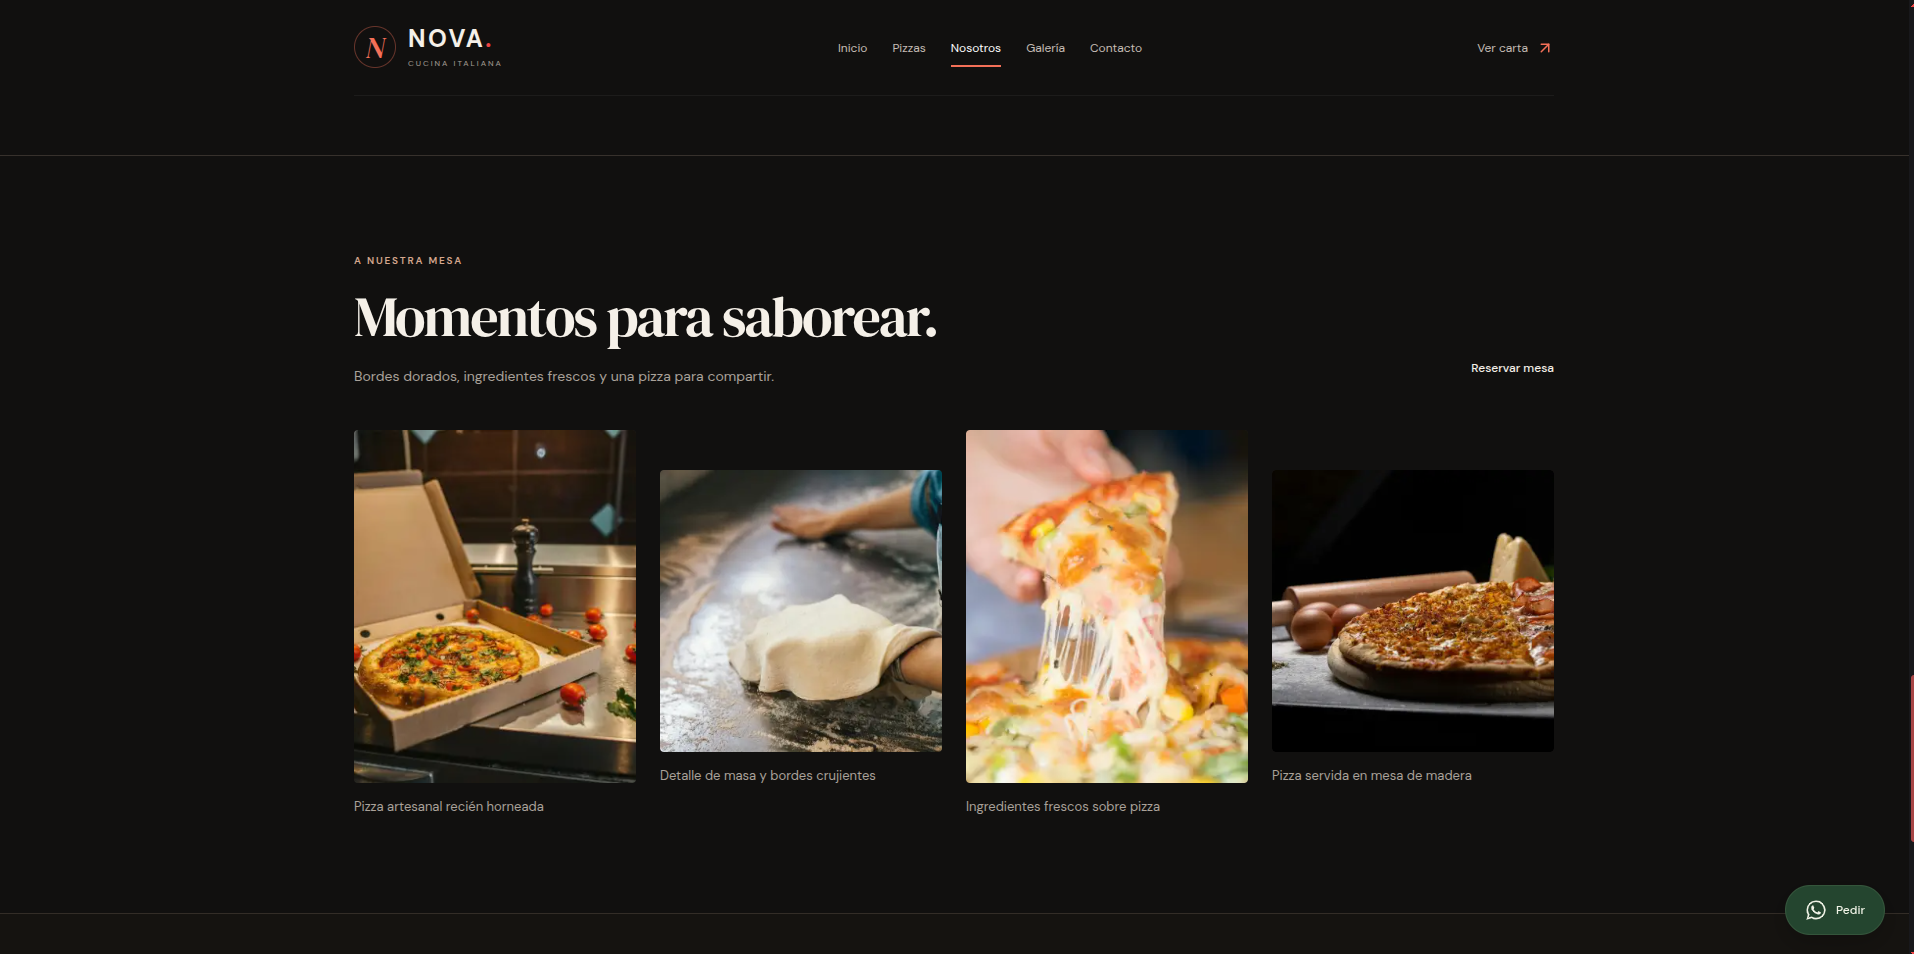 N NOVA.
CUCINA ITALIANA
Inicio Pizzas Nosotros Galería Contacto
Ver carta
A NUESTRA MESA
Momentos para saborear.
Bordes dorados, ingredientes frescos y una pizza para compartir.
Reservar mesa
Pizza artesanal recién horneada
Detalle de masa y bordes crujientes
Ingredientes frescos sobre pizza
Pizza servida en mesa de madera
Pedir